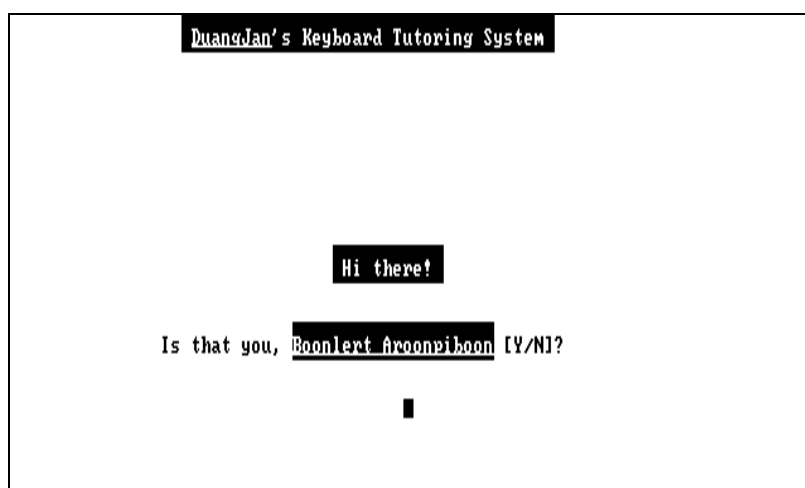 DuangJan's Keyboard Tutoring System
Hi there!
Is that you, Boonlert Aroonpiboon [Y/N]?